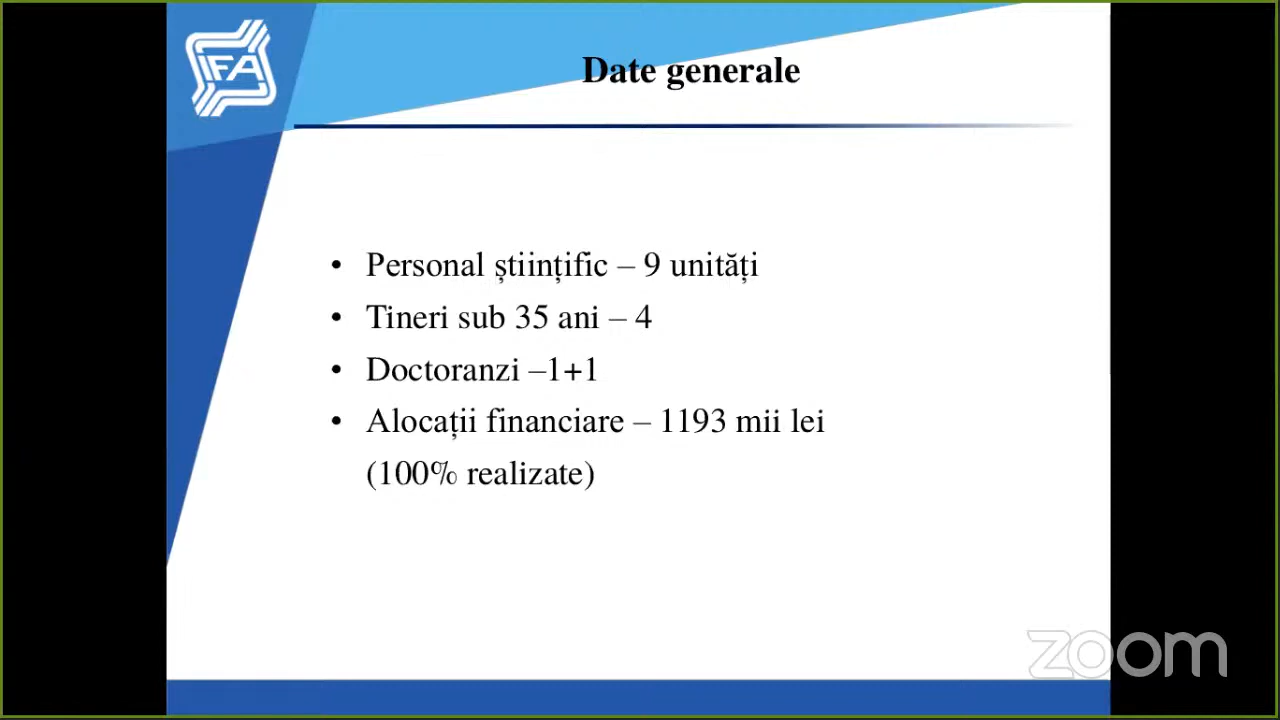 IFA
Date generale
• Personal științific – 9 unități
• Tineri sub 35 ani – 4
• Doctoranzi –1+1
• Alocații financiare – 1193 mii lei
(100% realizate)
zoom